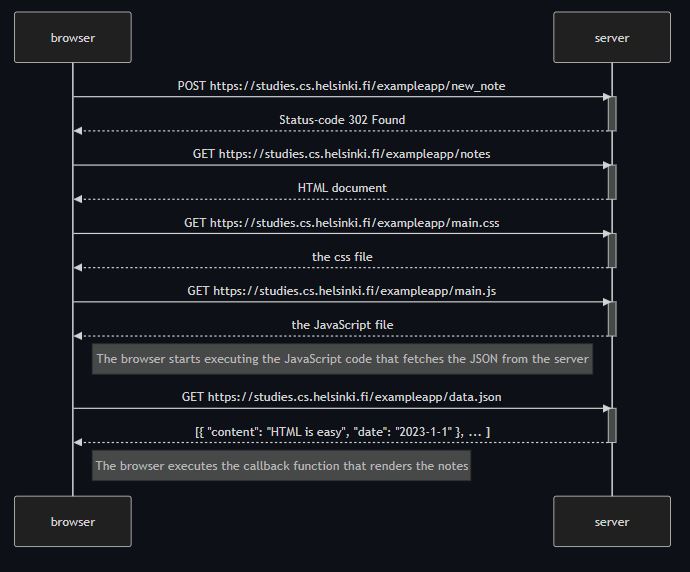 browser
server
POST https://studies.cs.helsinki.fi/exampleapp/new_note
Status-code 302 Found
GET https://studies.cs.helsinki.fi/exampleapp/notes
HTML document
GET https://studies.cs.helsinki.fi/exampleapp/main.css
the css file
GET https://studies.cs.helsinki.fi/exampleapp/main.js
the JavaScript file
The browser starts executing the JavaScript code that fetches the JSON from the server
GET https://studies.cs.helsinki.fi/exampleapp/data.json
[{ "content": "HTML is easy", "date": "2023-1-1" }, ... ]
The browser executes the callback function that renders the notes
browser
server